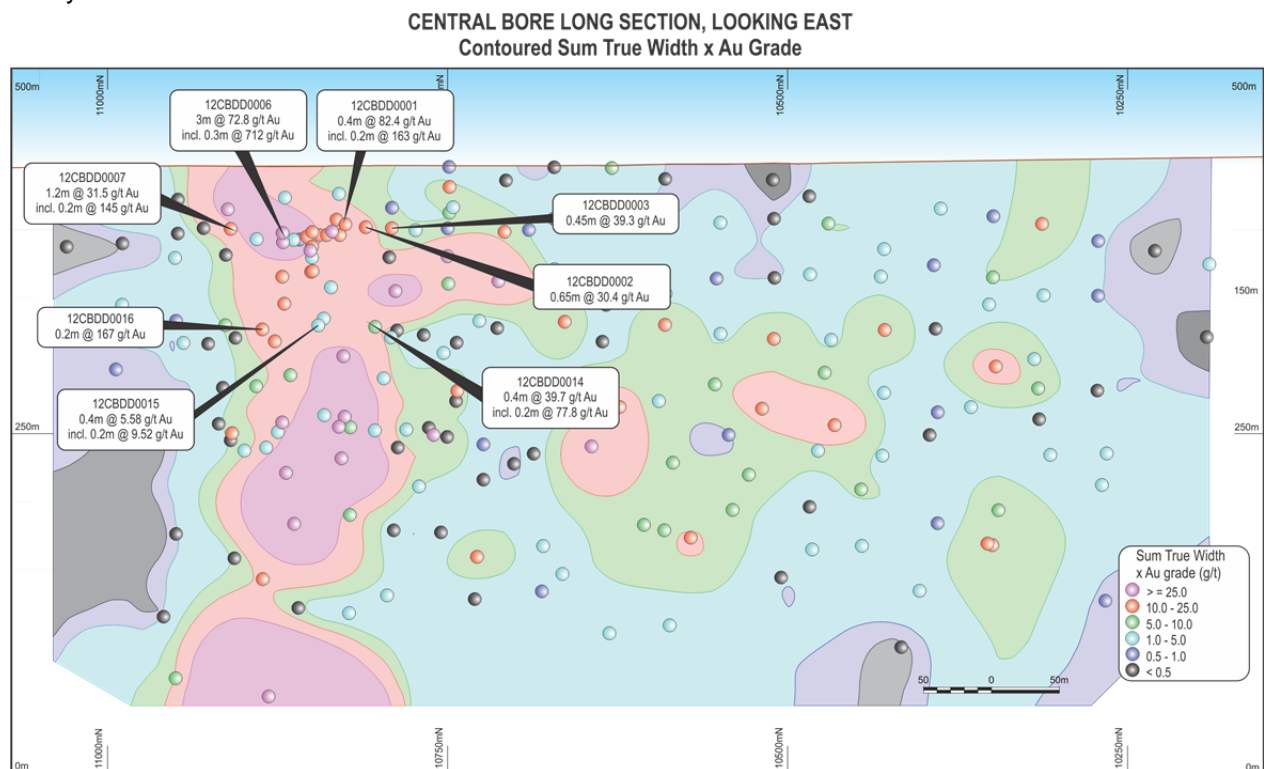 CENTRAL BORE LONG SECTION, LOOKING EAST
Contoured Sum True Width x Au Grade
500m
11000mN
mN
10500mN
10250mN
500m
12CBDD0006
3m @ 72.8 g/t Au
incl. 0.3m @ 712 g/t Au
12CBDD0001
0.4m @ 82.4 g/t Au
incl. 0.2m @ 163 g/t Au
12CBDD0007
1.2m @ 31.5 g/t Au
incl. 0.2m @ 145 g/t Au
12CBDD0003
0.45m @ 39.3 g/t Au
12CBDD0002
0.65m @ 30.4 g/t Au
150m
12CBDD0016
0.2m @ 167 g/t Au
12CBDD0015
0.4m @ 5.58 g/t Au
incl. 0.2m @ 9.52 g/t Au
12CBDD0014
0.4m @ 39.7 g/t Au
incl. 0.2m @ 77.8 g/t Au
250m
250m
Sum True Width
x Au grade (g/t)
> = 25.0
10.0 - 25.0
5.0 - 10.0
1.0 - 5.0
0.5 - 1.0
< 0.5
50 0 50m
0m
11000mN
10750mN
10500mN
10250mN
0m